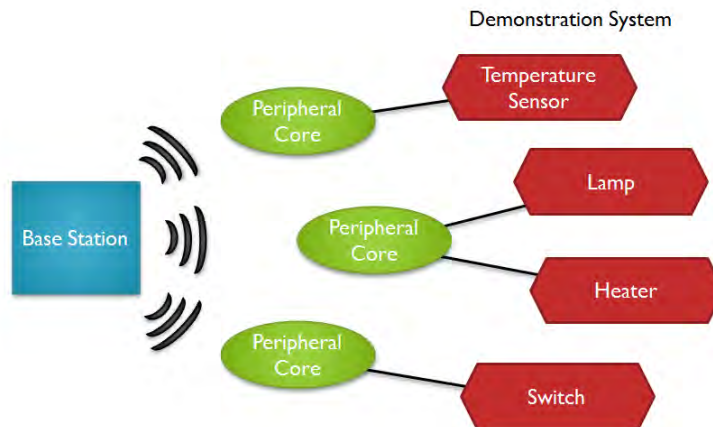 Demonstration System
Temperature
Sensor
Peripheral
Core
Lamp
Base Station
Peripheral
Core
Heater
Peripheral
Core
Switch